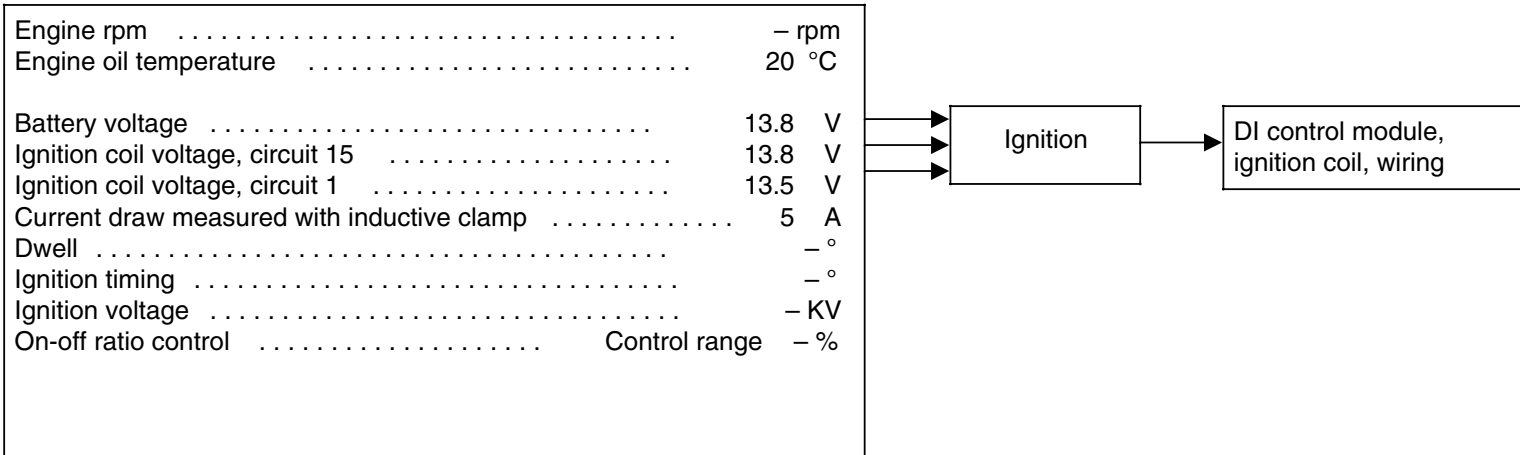 Engine rpm . . . . . . . . . . . . . . . . . . . . . . . . . . . . . . . . . . . – rpm
Engine oil temperature . . . . . . . . . . . . . . . . . . . . . . . . . . . 20 °C
Battery voltage . . . . . . . . . . . . . . . . . . . . . . . . . . . . . . . 13.8 V
Ignition coil voltage, circuit 15 . . . . . . . . . . . . . . . . . . . . 13.8 V
Ignition coil voltage, circuit 1 . . . . . . . . . . . . . . . . . . . . . 13.5 V
Current draw measured with inductive clamp . . . . . . . . . . . . . 5 A
Dwell . . . . . . . . . . . . . . . . . . . . . . . . . . . . . . . . . . . . . . . . – °
Ignition timing . . . . . . . . . . . . . . . . . . . . . . . . . . . . . . . . . . – °
Ignition voltage . . . . . . . . . . . . . . . . . . . . . . . . . . . . . . . . . – KV
On-off ratio control . . . . . . . . . . . . . . . . . . . . Control range – %
Ignition
DI control module,
ignition coil, wiring